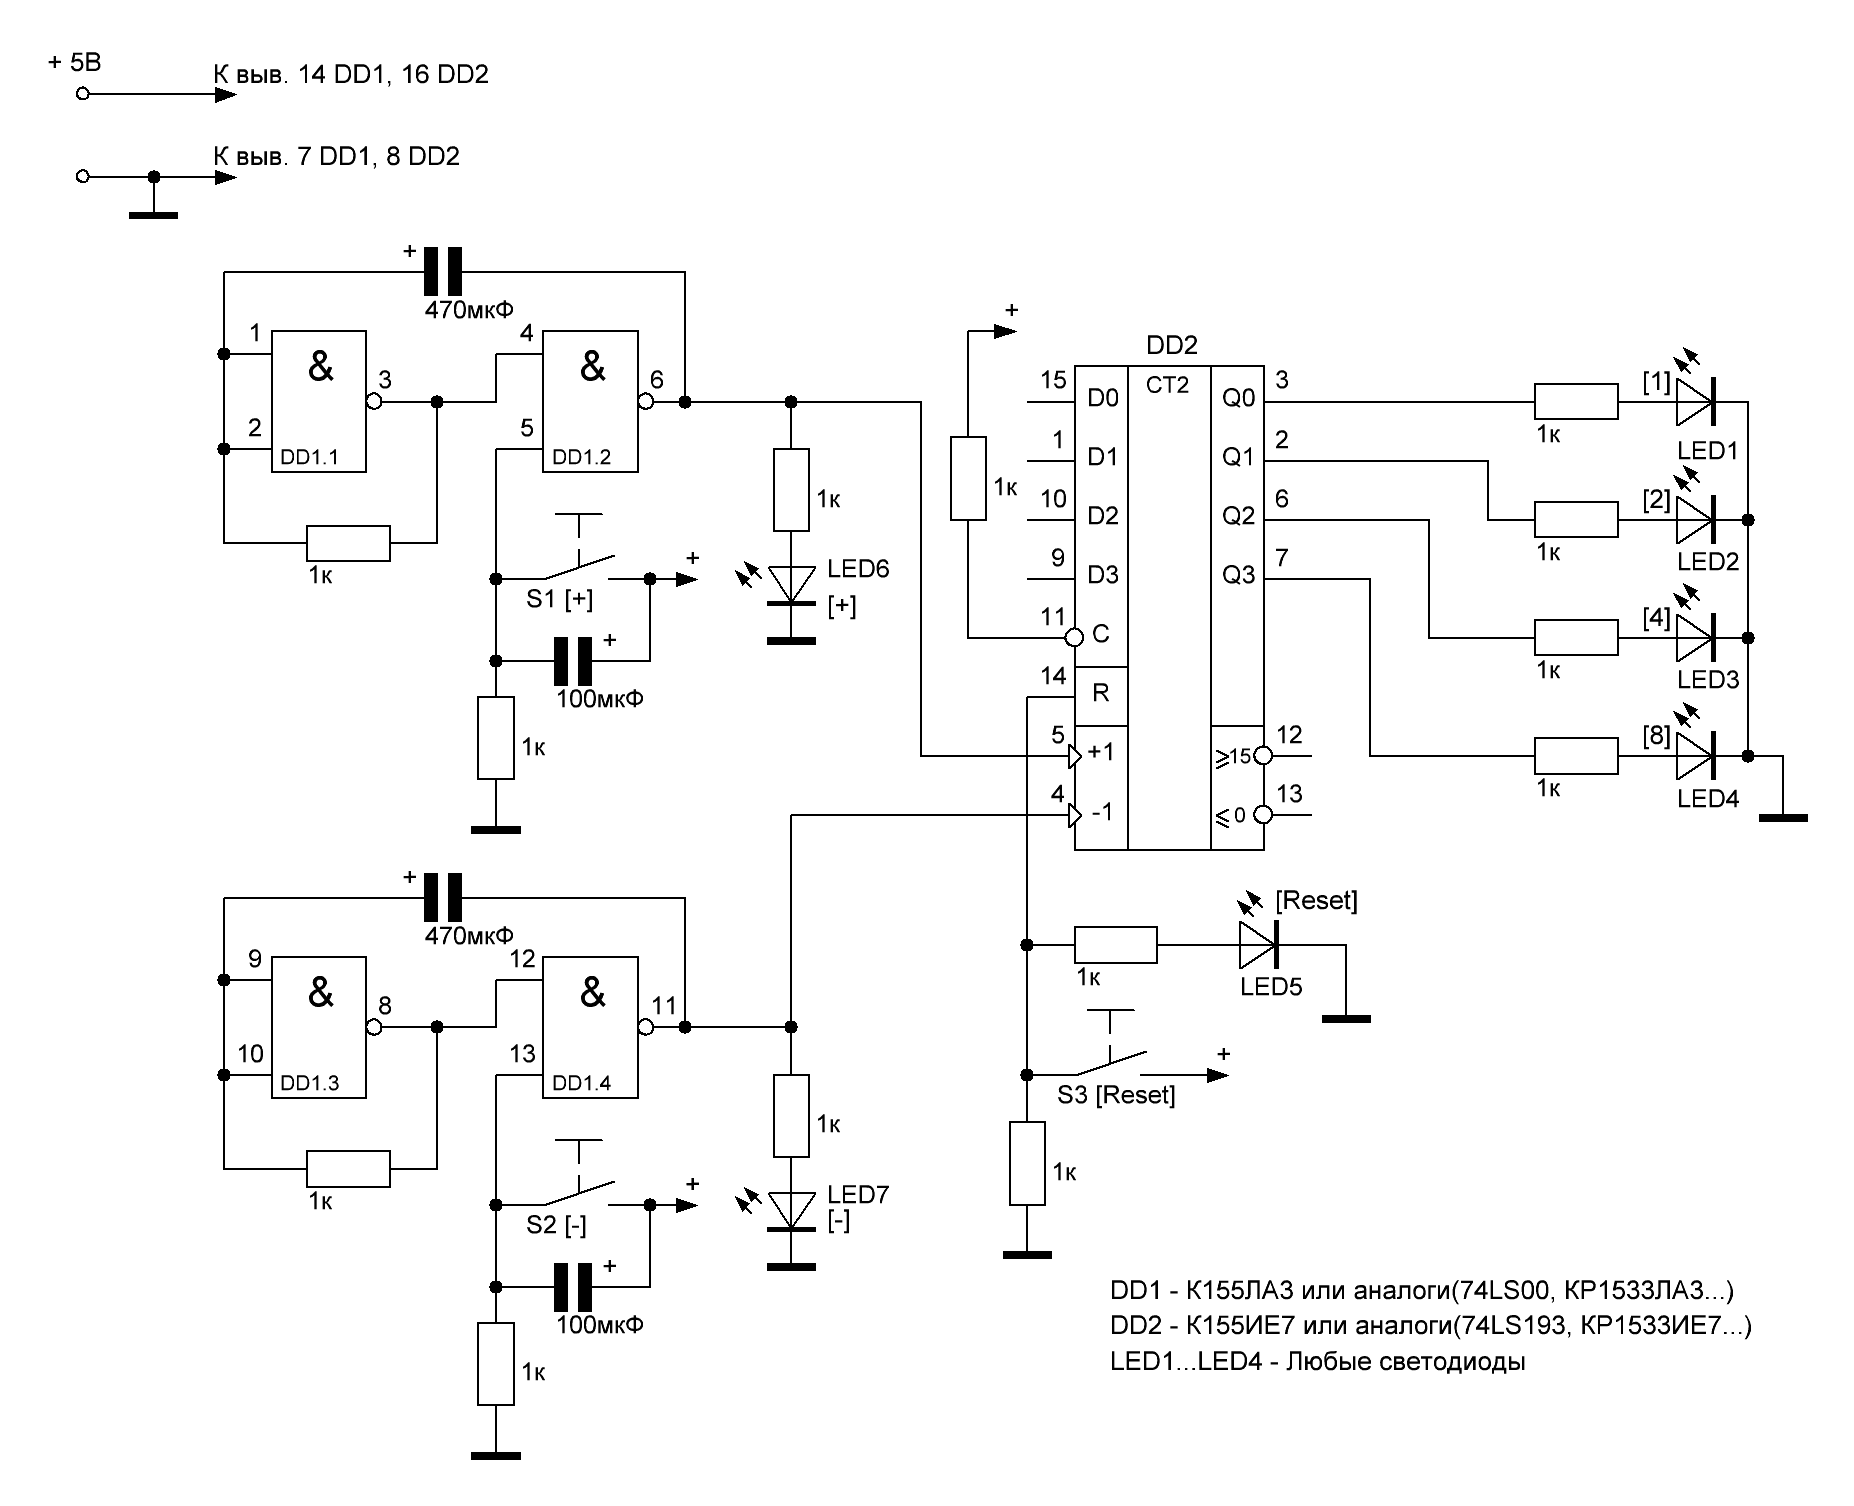 + 5В
К выв. 14 DD1, 16 DD2
К выв. 7 DD1, 8 DD2
+
470мкФ
1
&
3
2
DD1.1
1к
4
&
6
5
DD1.2
S1 [+]
+
+
100мкФ
1к
1к
LED6
[+]
+
1к
DD2
CT2
15
D0
1
D1
10
D2
9
D3
11
C
14
R
5
+1
4
-1
Q0
3
Q1
2
Q2
6
Q3
7
≥15
12
≤ 0
13
1к
[1]
LED1
1к
[2]
LED2
1к
[4]
LED3
1к
[8]
LED4
+
470мкФ
9
&
8
10
DD1.3
1к
12
&
11
13
DD1.4
S2 [-]
+
+
100мкФ
1к
1к
LED7
[-]
1к
[Reset]
LED5
S3 [Reset]
+
1к
DD1 - К155ЛА3 или аналоги(74LS00, КР1533ЛА3...)
DD2 - К155ИЕ7 или аналоги(74LS193, КР1533ИЕ7...)
LED1...LED4 - Любые светодиоды